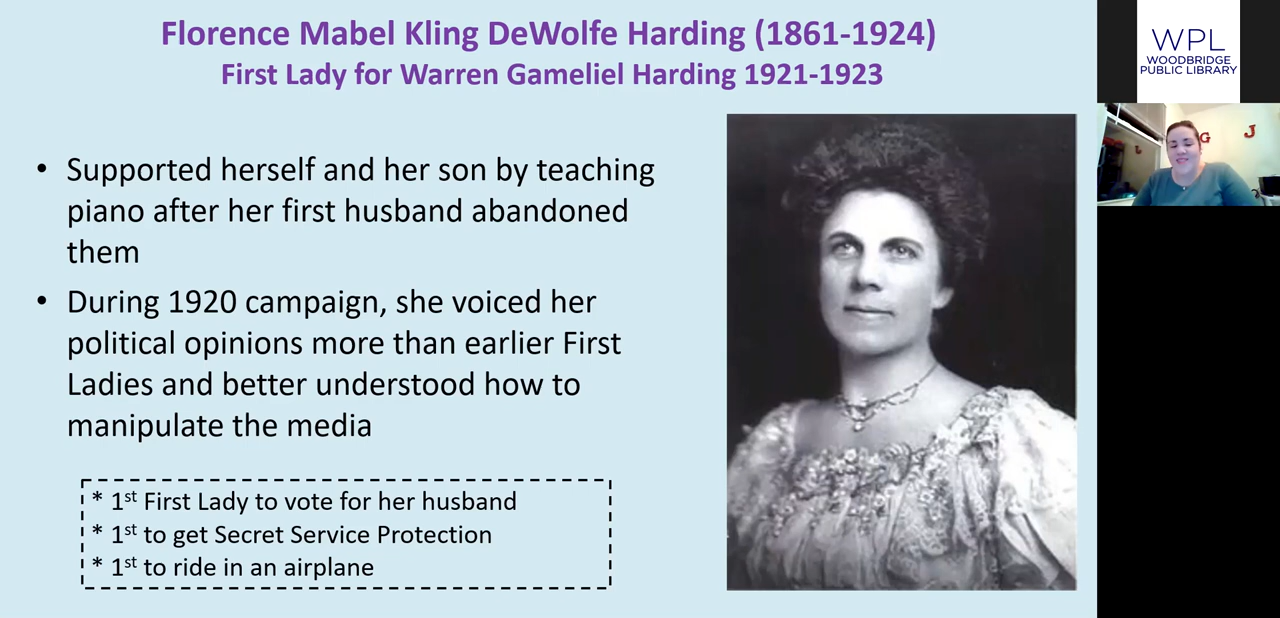 Florence Mabel Kling DeWolfe Harding (1861-1924)
First Lady for Warren Gameliel Harding 1921-1923
• Supported herself and her son by teaching
piano after her first husband abandoned
them
• During 1920 campaign, she voiced her
political opinions more than earlier First
Ladies and better understood how to
manipulate the media
* 1st First Lady to vote for her husband
* 1st to get Secret Service Protection
* 1st to ride in an airplane
WPL
WOODBRIDGE
PUBLIC LIBRARY
G J